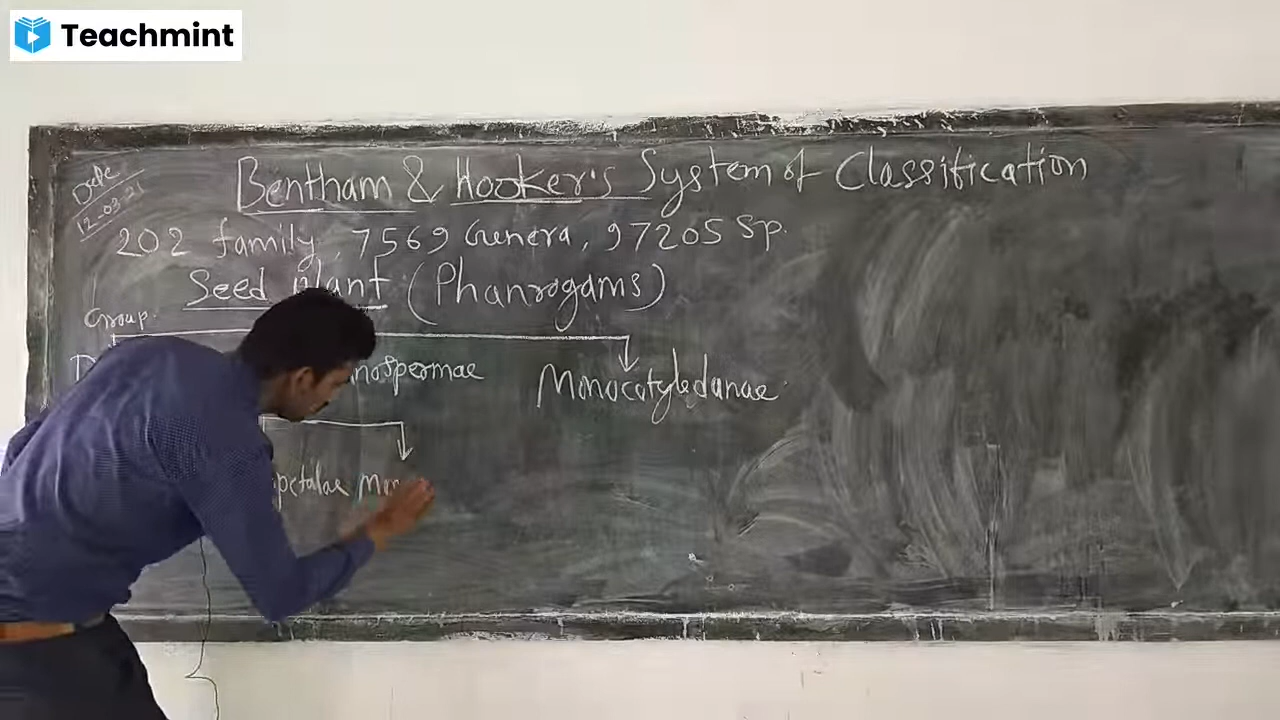 Teachmint
Date
12-03-21
Bentham & Hooker's System of Classification
202 family, 7569 Genera, 97205 Sp.
Seed plant (Phanrogams)
Group.
nospermae
Monocotyledanae
petalae Mon